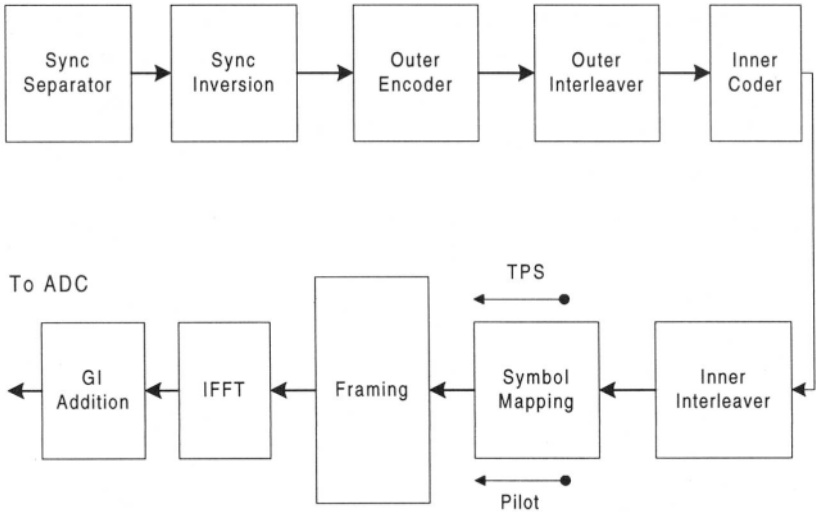 Sync
Separator
Sync
Inversion
Outer
Encoder
Outer
Interleaver
Inner
Coder
To ADC
TPS
GI
Addition
IFFT
Framing
Symbol
Mapping
Inner
Interleaver
Pilot